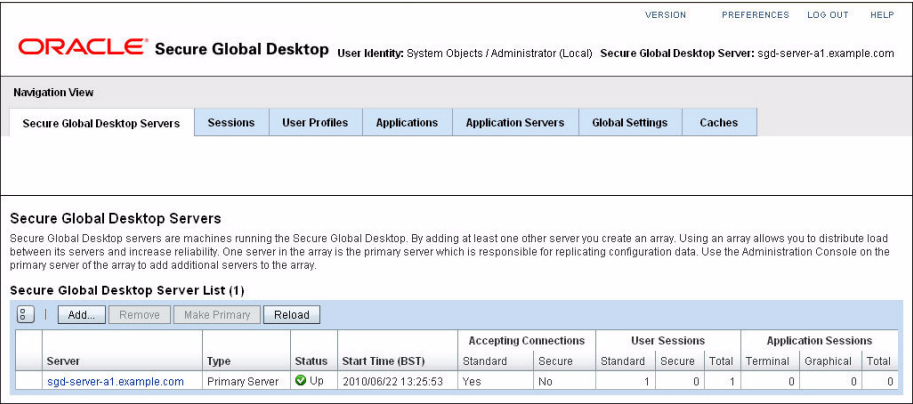 VERSION PREFERENCES LOG OUT HELP
ORACLE Secure Global Desktop User Identity: System Objects / Administrator (Local) Secure Global Desktop Server: sgd-server-a1.example.com
Navigation View
Secure Global Desktop Servers Sessions User Profiles Applications Application Servers Global Settings Caches
Secure Global Desktop Servers
Secure Global Desktop servers are machines running the Secure Global Desktop. By adding at least one other server you create an array. Using an array allows you to distribute load
between its servers and increase reliability. One server in the array is the primary server which is responsible for replicating configuration data. Use the Administration Console on the
primary server of the array to add additional servers to the array.
Secure Global Desktop Server List (1)
Add... Remove Make Primary Reload
Accepting Connections User Sessions Application Sessions
Server Type Status Start Time (BST) Standard Secure Standard Secure Total Terminal Graphical Total
sgd-server-a1.example.com Primary Server Up 2010/06/22 13:25:53 Yes No 1 0 1 0 0 0